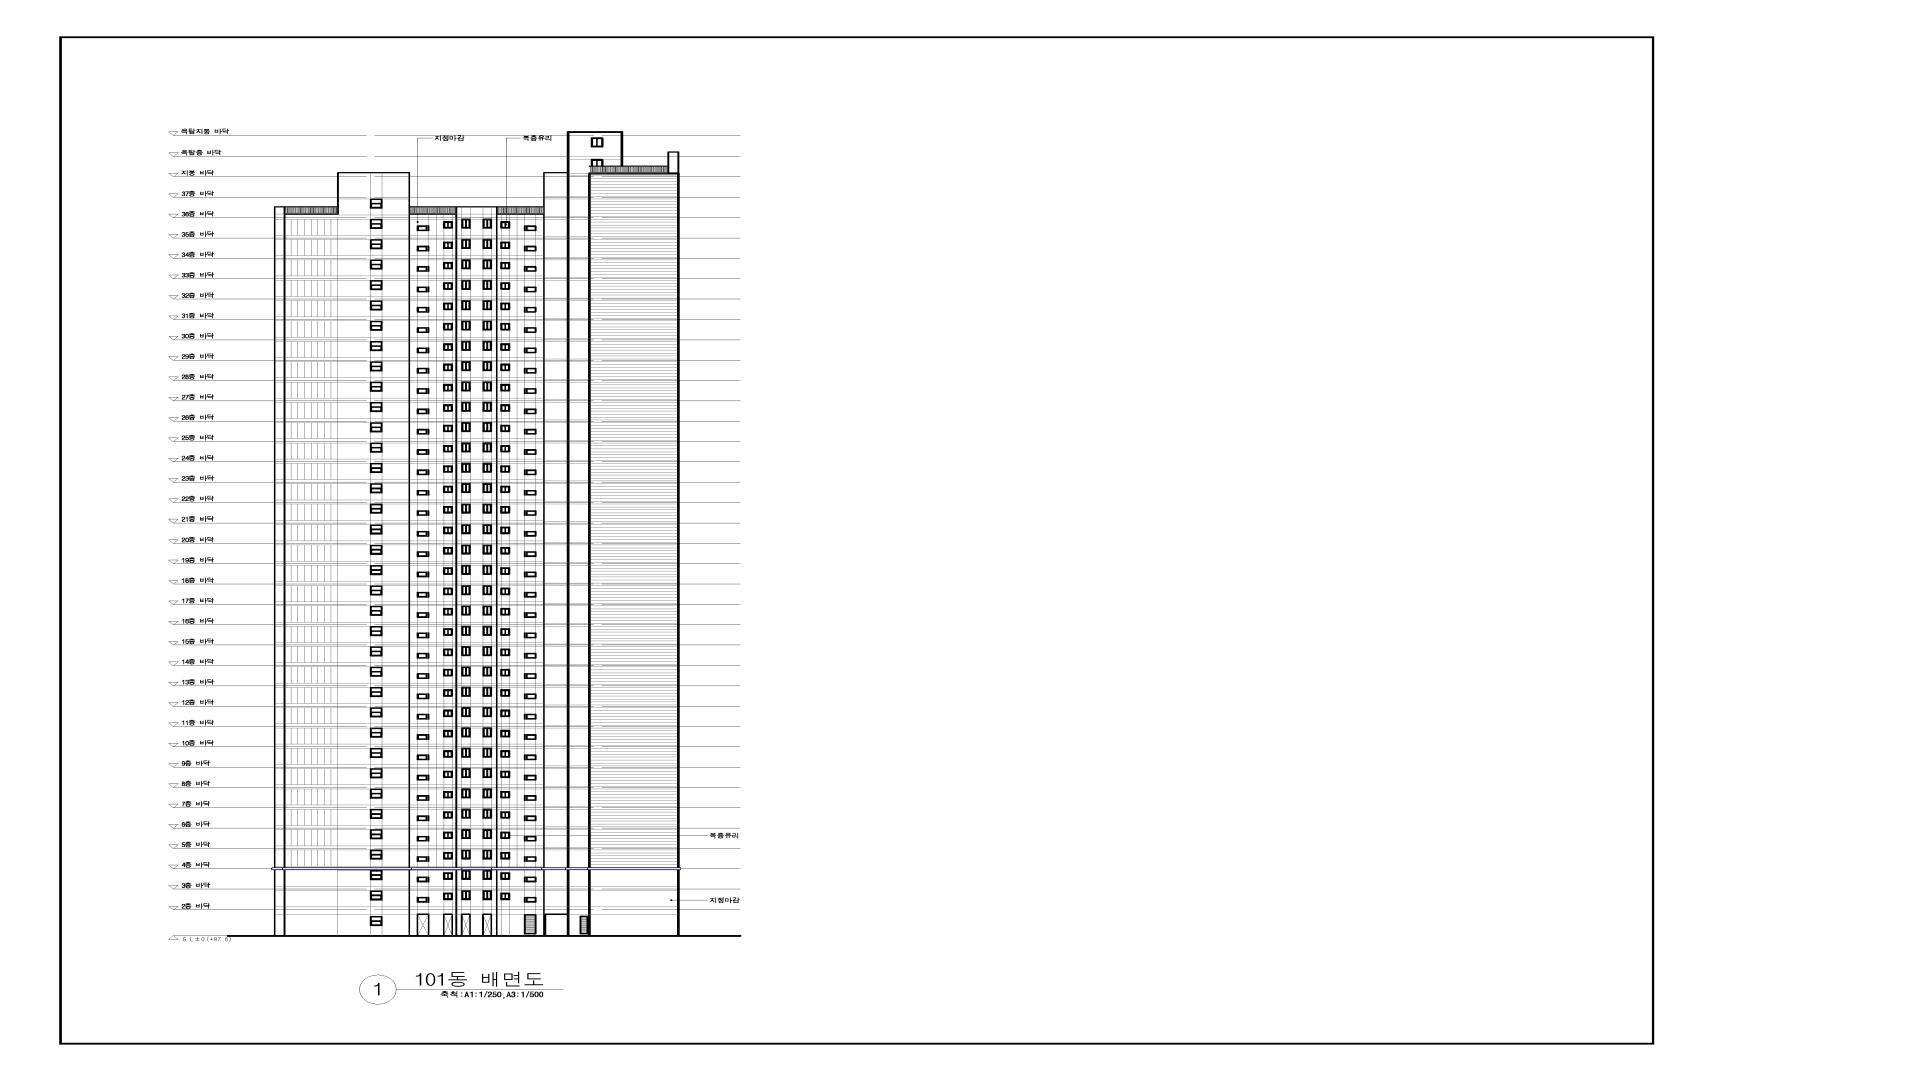 옥탑지붕 바닥
지정마감
복층유리
옥탑층 바닥
지붕 바닥
37층 바닥
36층 바닥
35층 바닥
34층 바닥
33층 바닥
32층 바닥
31층 바닥
30층 바닥
29층 바닥
28층 바닥
27층 바닥
26층 바닥
25층 바닥
24층 바닥
23층 바닥
22층 바닥
21층 바닥
20층 바닥
19층 바닥
18층 바닥
17층 바닥
16층 바닥
15층 바닥
14층 바닥
13층 바닥
12층 바닥
11층 바닥
10층 바닥
9층 바닥
8층 바닥
7층 바닥
6층 바닥
복층유리
5층 바닥
4층 바닥
3층 바닥
지정마감
2층 바닥
G.L±0(+97.6)
1
101동 배면도
축척:A1:1/250,A3:1/500